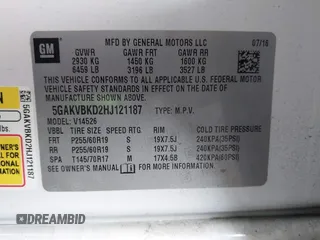 GM
MFD BY GENERAL MOTORS LLC 07/16
GVWR GAWR FRT GAWR RR
2930 KG 1450 KG 1600 KG
6459 LB 3196 LB 3527 LB
THIS VEHICLE CONFORMS TO ALL APPLICABLE U.S. FEDERAL
MOTOR VEHICLE SAFETY STANDARDS IN EFFECT ON THE DATE OF
MANUFACTURE SHOWN ABOVE.
5GAKVBKD2HJ121187 TYPE: M.P.V.
MODEL: V14526
TIRE SIZE SPEED RTG RIM COLD TIRE PRESSURE
FRT P255/60R19 S 19X7.5J 240KPA(35PSI)
RR P255/60R19 S 19X7.5J 240KPA(35PSI)
SPA T145/70R17 M 17X4.5B 420KPA(60PSI)
SEE OWNER'S MANUAL FOR ADDITIONAL INFORMATION.
5GAKVBKD2HJ121187
DREAMBID